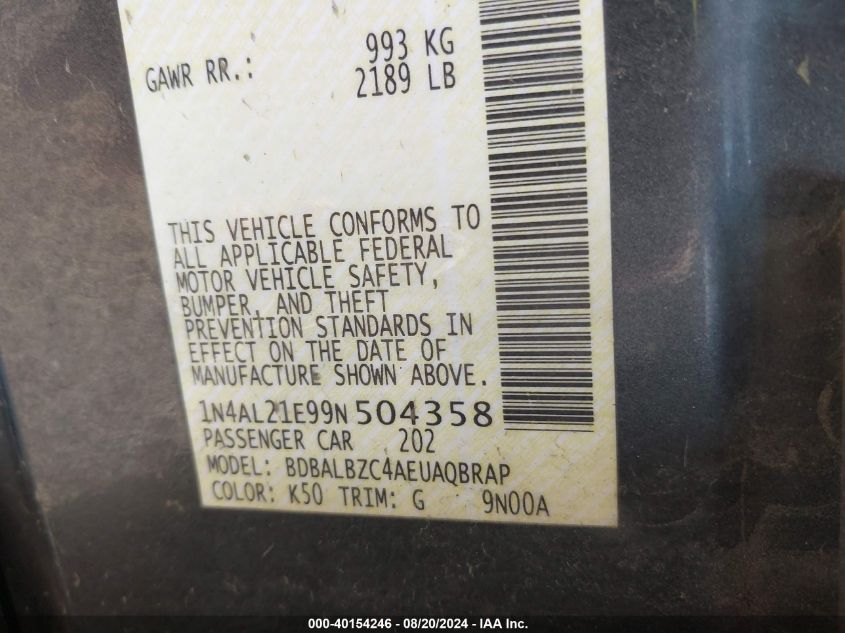 GAWR RR.: 993 KG
2189 LB
THIS VEHICLE CONFORMS TO
ALL APPLICABLE FEDERAL
MOTOR VEHICLE SAFETY,
BUMPER, AND THEFT
PREVENTION STANDARDS IN
EFFECT ON THE DATE OF
MANUFACTURE SHOWN ABOVE.
1N4AL21E99N504358
PASSENGER CAR 202
MODEL: BDBALBZC4AEUAQBRAP
COLOR: K50 TRIM: G 9N00A
000-40154246 - 08/20/2024 - IAA Inc.